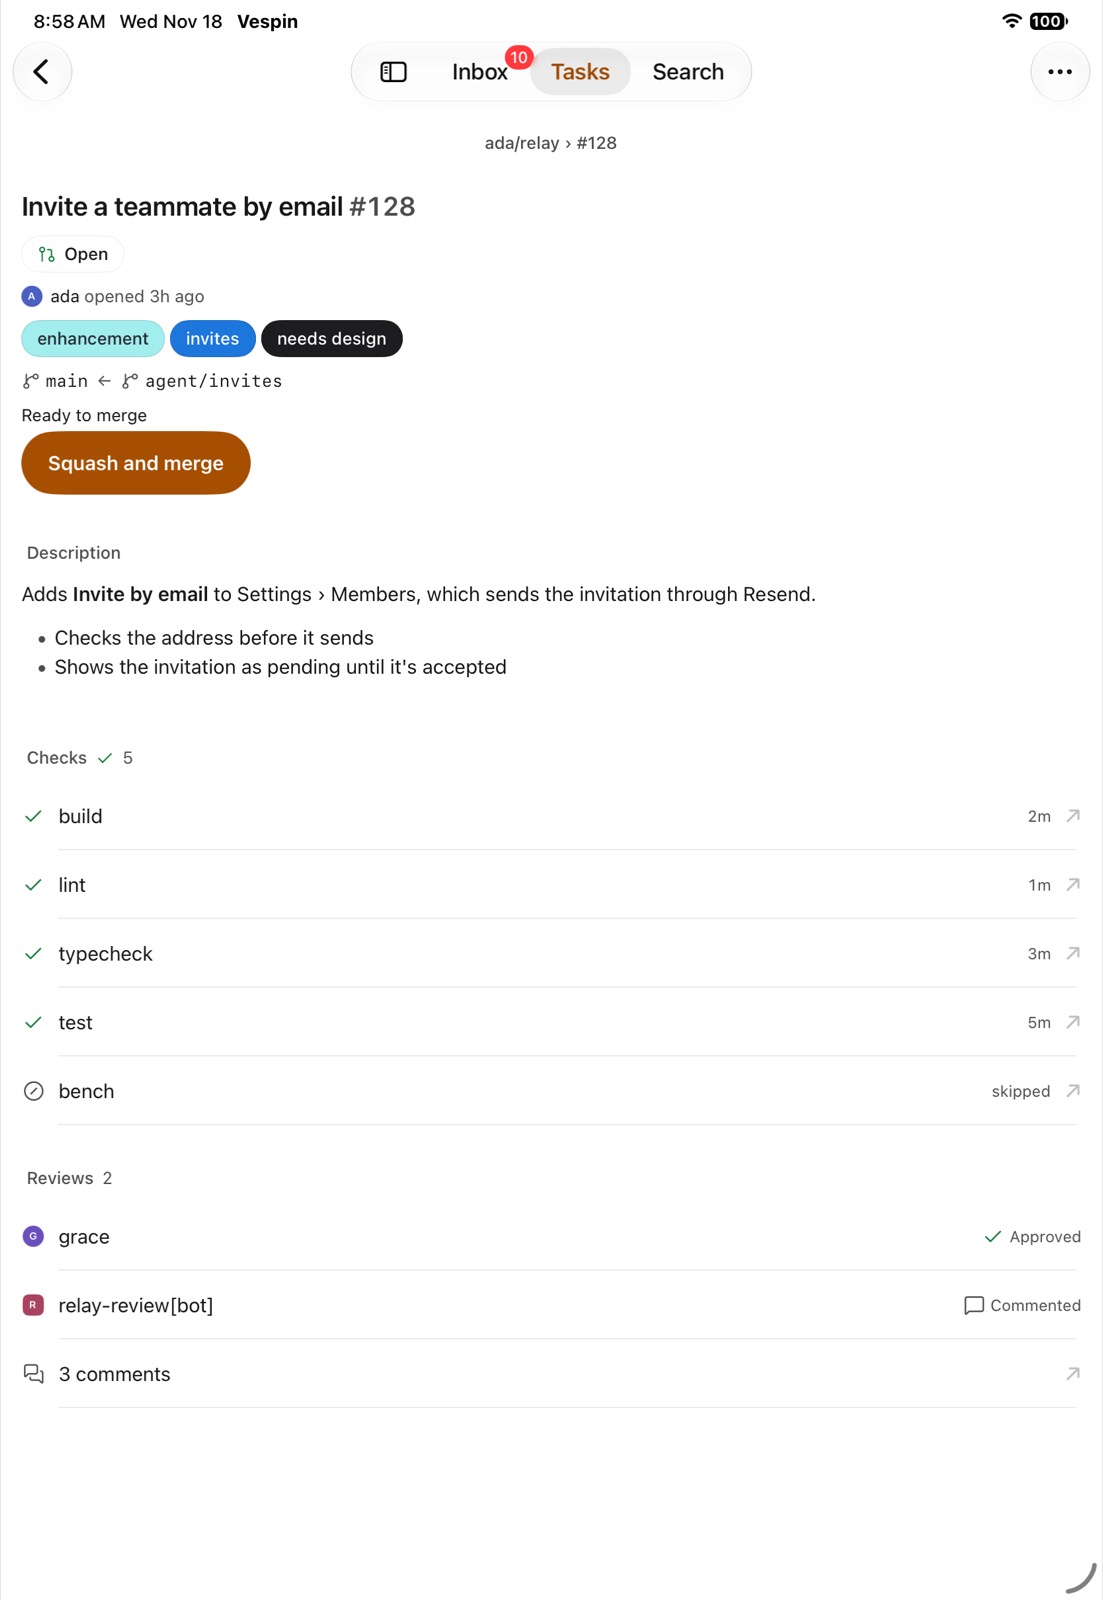 8:58 AM Wed Nov 18 Vespin
100
Inbox 10 Tasks Search
ada/relay › #128
Invite a teammate by email #128
Open
A ada opened 3h ago
enhancement invites needs design
main ← agent/invites
Ready to merge
Squash and merge
Description
Adds Invite by email to Settings › Members, which sends the invitation through Resend.
• Checks the address before it sends
• Shows the invitation as pending until it's accepted
Checks ✓ 5
build 2m
lint 1m
typecheck 3m
test 5m
bench skipped
Reviews 2
G grace Approved
R relay-review[bot] Commented
3 comments